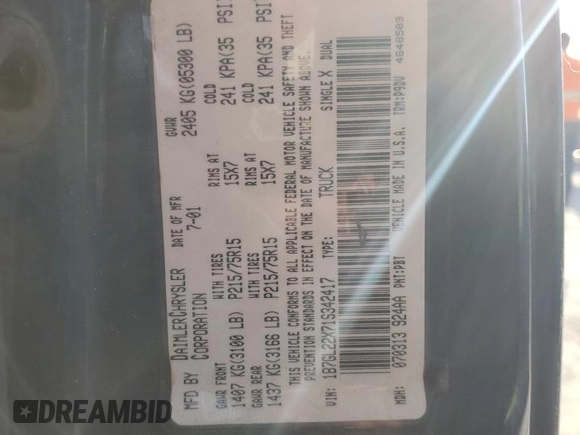 MFD BY DAIMLERCHRYSLER CORPORATION
DATE OF MFR 7-01
GVWR 2405 KG(05300 LB)
GAWR FRONT WITH TIRES RIMS AT COLD
1407 KG(3100 LB) P215/75R15 15X7 241 KPA(35 PSI
GAWR REAR WITH TIRES RIMS AT COLD
1437 KG(3166 LB) P215/75R15 15X7 241 KPA(35 PSI
THIS VEHICLE CONFORMS TO ALL APPLICABLE FEDERAL MOTOR VEHICLE SAFETY AND THEFT
PREVENTION STANDARDS IN EFFECT ON THE DATE OF MANUFACTURE SHOWN ABOVE.
VIN: 1B7GL22Y71S342417 TYPE: TRUCK SINGLE X DUAL
MDH: 070313 924AA PNT:PBT VEHICLE MADE IN U.S.A. TRM:P9DV 4648503